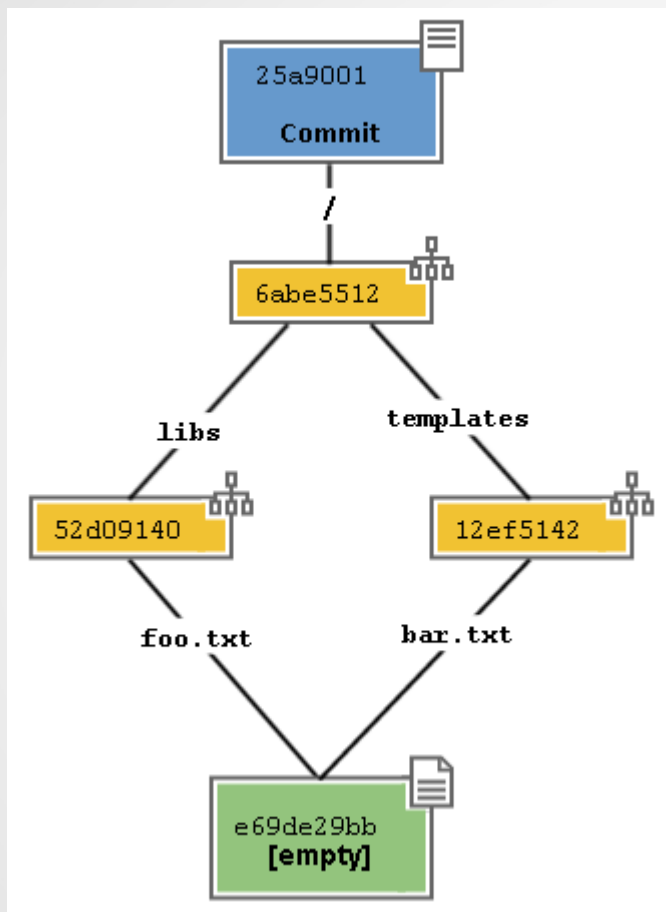 25a9001
Commit
/
6abe5512
libs
templates
52d09140
12ef5142
foo.txt
bar.txt
e69de29bb
[empty]